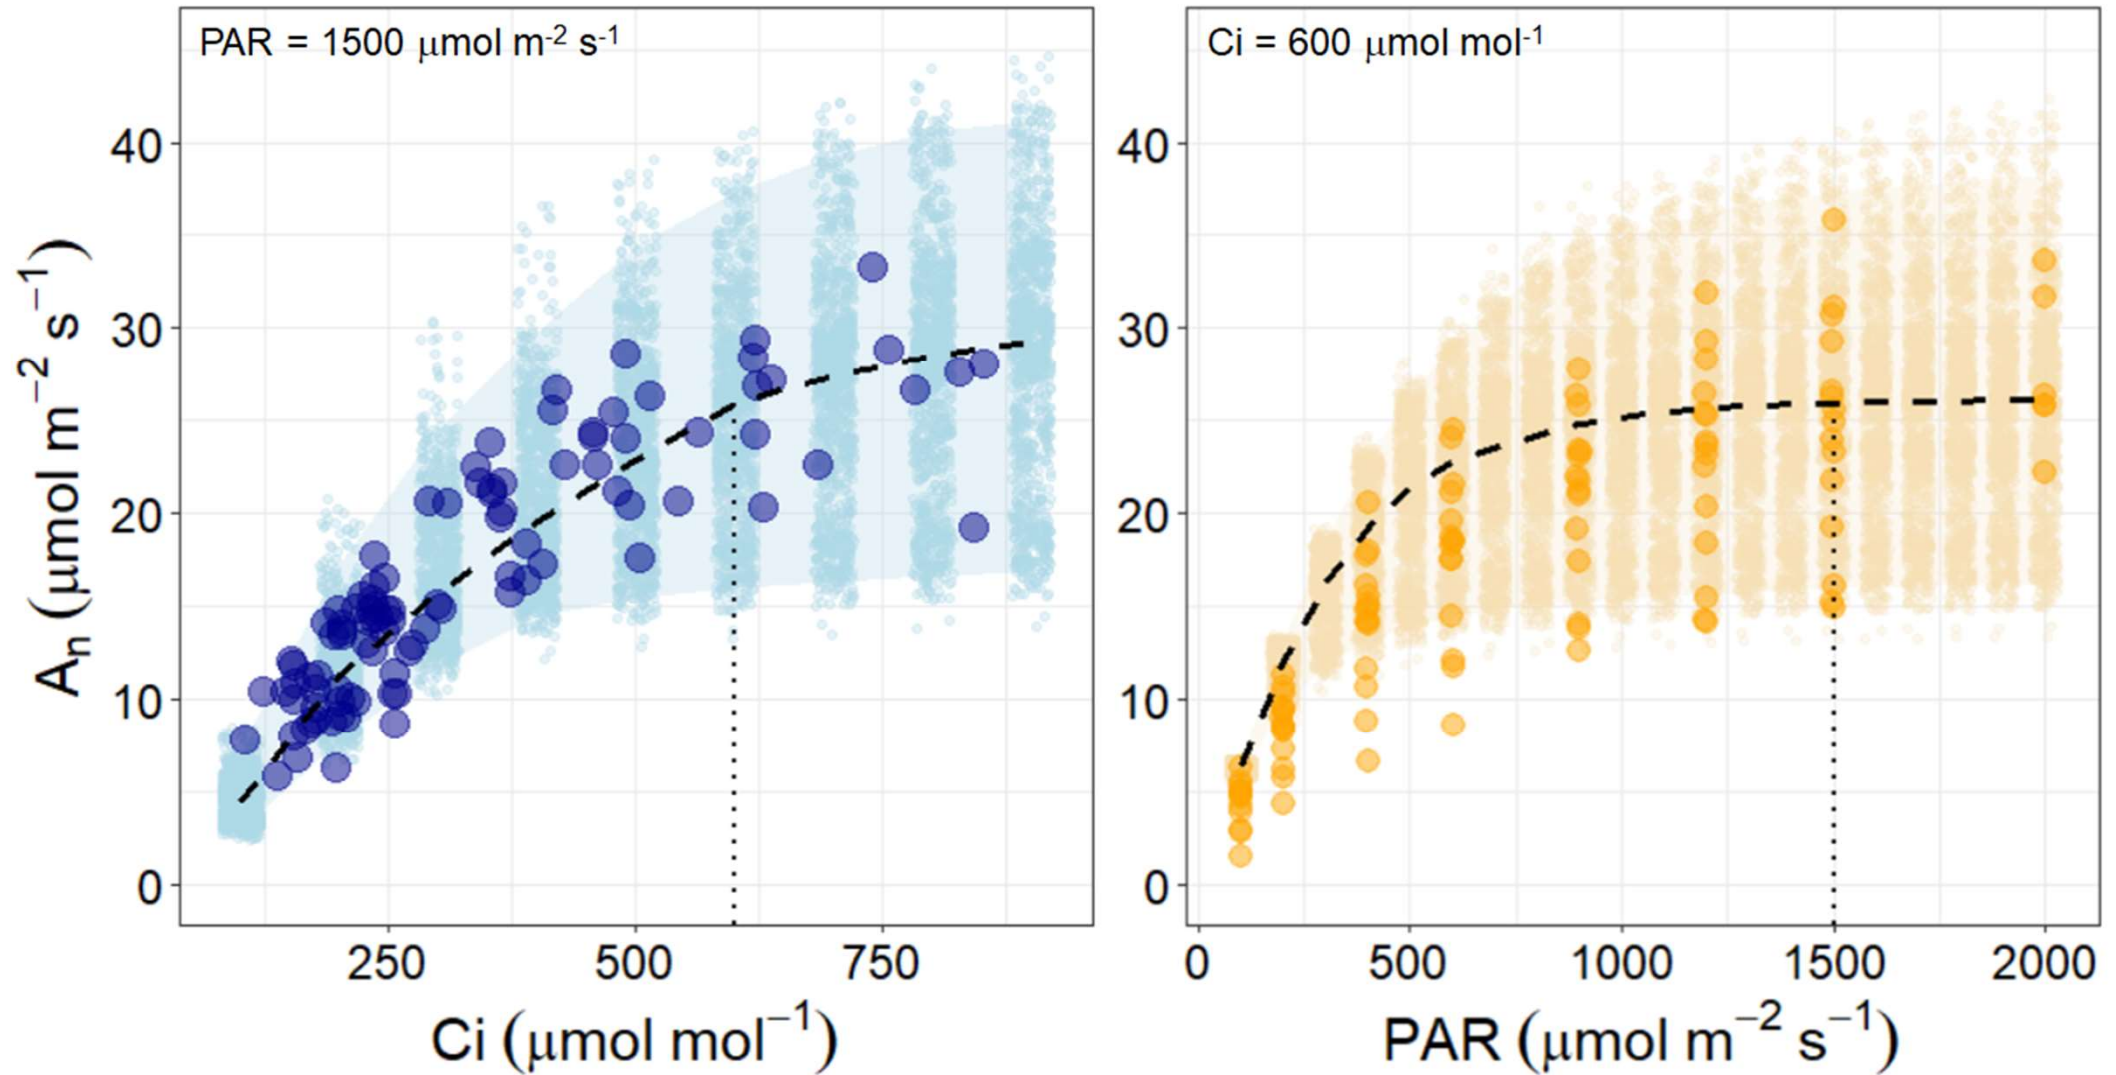 PAR = 1500 μmol m⁻² s⁻¹
40
30
20
10
0
Aₙ (μmol m⁻² s⁻¹)
250 500 750
Ci (μmol mol⁻¹)
Ci = 600 μmol mol⁻¹
40
30
20
10
0
0 500 1000 1500 2000
PAR (μmol m⁻² s⁻¹)